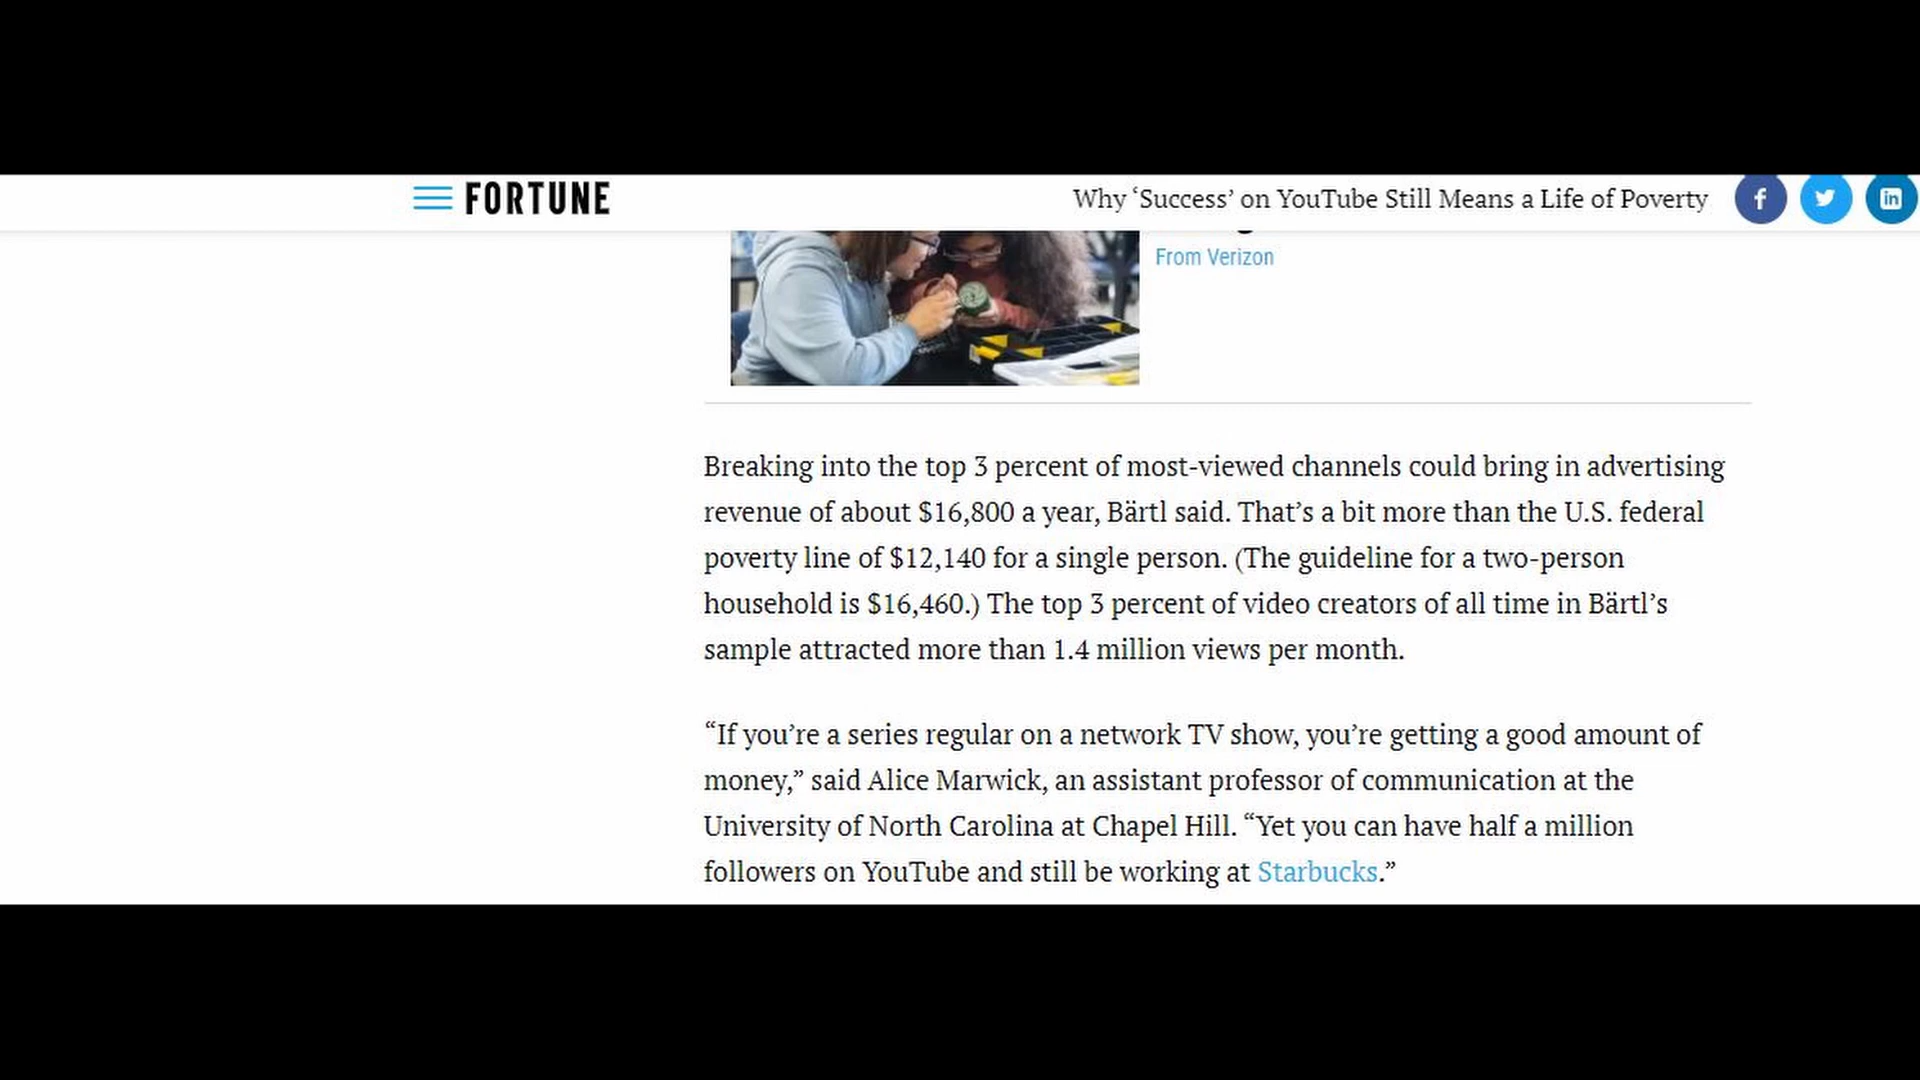 FORTUNE
Why ‘Success’ on YouTube Still Means a Life of Poverty
From Verizon
Breaking into the top 3 percent of most-viewed channels could bring in advertising
revenue of about $16,800 a year, Bärtl said. That’s a bit more than the U.S. federal
poverty line of $12,140 for a single person. (The guideline for a two-person
household is $16,460.) The top 3 percent of video creators of all time in Bärtl’s
sample attracted more than 1.4 million views per month.
“If you’re a series regular on a network TV show, you’re getting a good amount of
money,” said Alice Marwick, an assistant professor of communication at the
University of North Carolina at Chapel Hill. “Yet you can have half a million
followers on YouTube and still be working at Starbucks.”